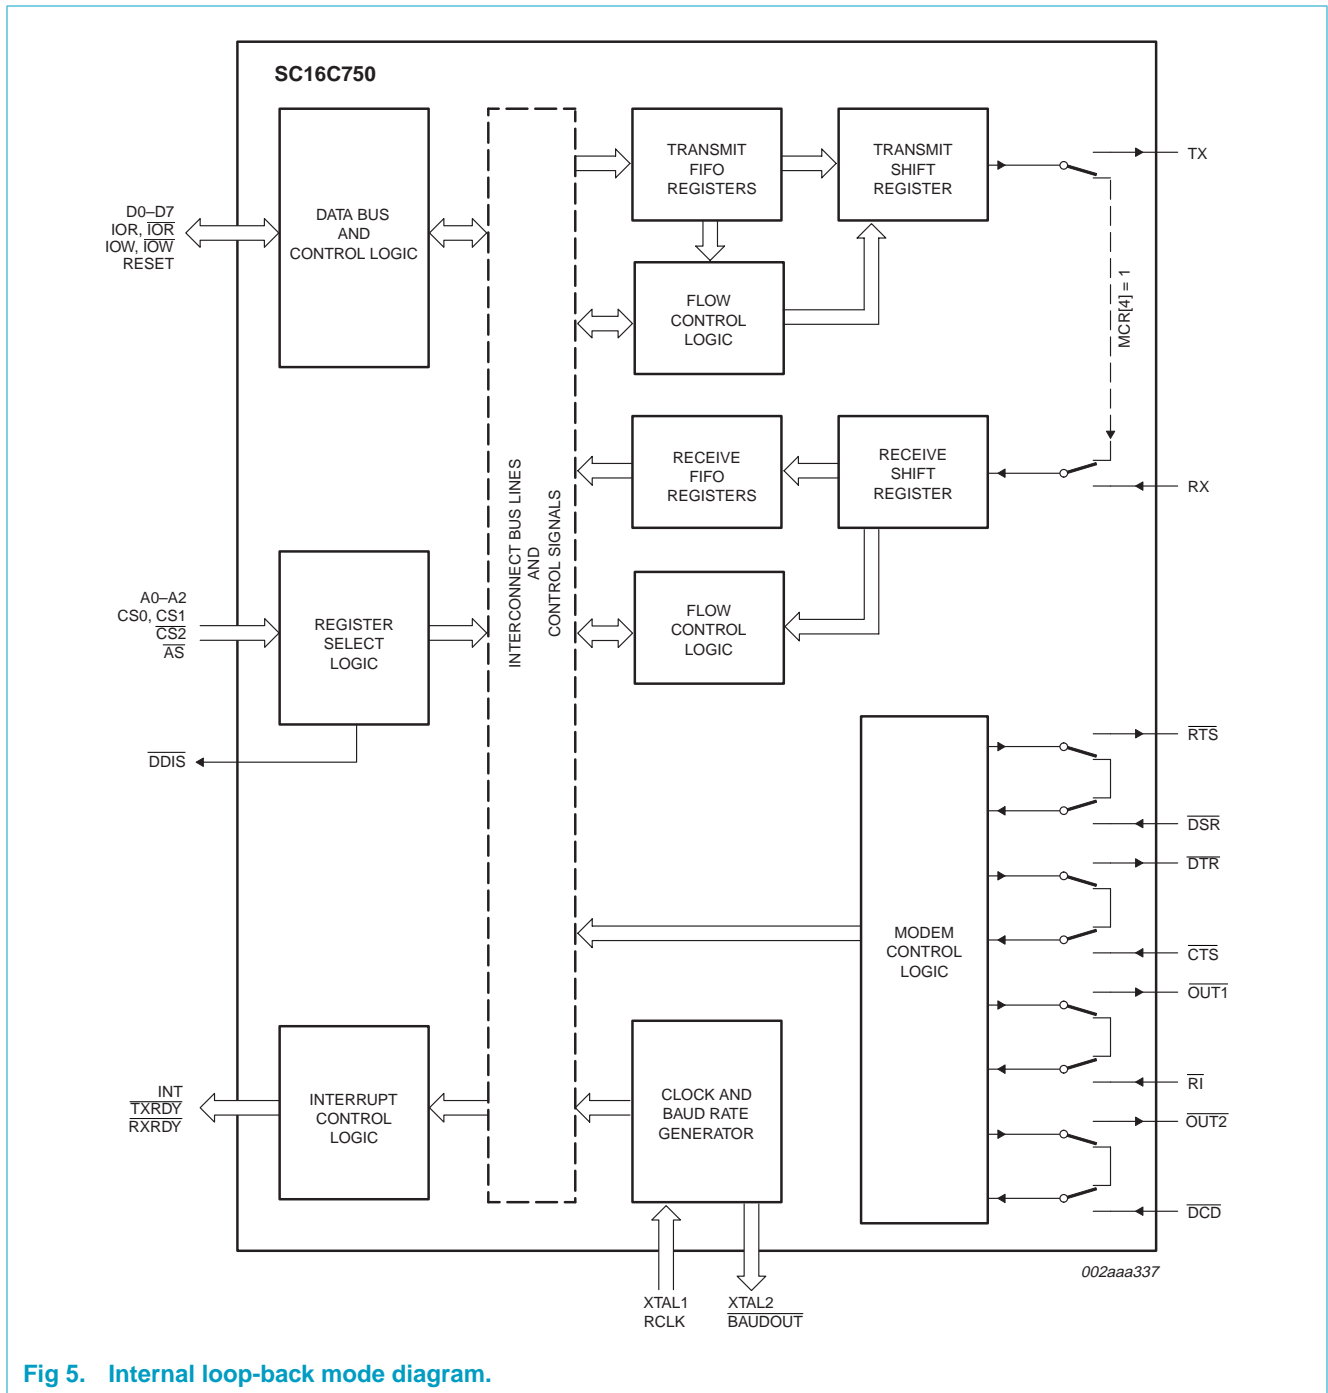 SC16C750
D0–D7
IOR, IOR
IOW, IOW
RESET
DATA BUS
AND
CONTROL LOGIC
TRANSMIT
FIFO
REGISTERS
TRANSMIT
SHIFT
REGISTER
TX
FLOW
CONTROL
LOGIC
MCR[4] = 1
RECEIVE
FIFO
REGISTERS
RECEIVE
SHIFT
REGISTER
RX
INTERCONNECT BUS LINES
AND
CONTROL SIGNALS
A0–A2
CS0, CS1
CS2
AS
REGISTER
SELECT
LOGIC
FLOW
CONTROL
LOGIC
DDIS
MODEM
CONTROL
LOGIC
RTS
DSR
DTR
CTS
OUT1
RI
OUT2
DCD
INT
TXRDY
RXRDY
INTERRUPT
CONTROL
LOGIC
CLOCK AND
BAUD RATE
GENERATOR
XTAL1
RCLK
XTAL2
BAUDOUT
002aaa337
Fig 5. Internal loop-back mode diagram.